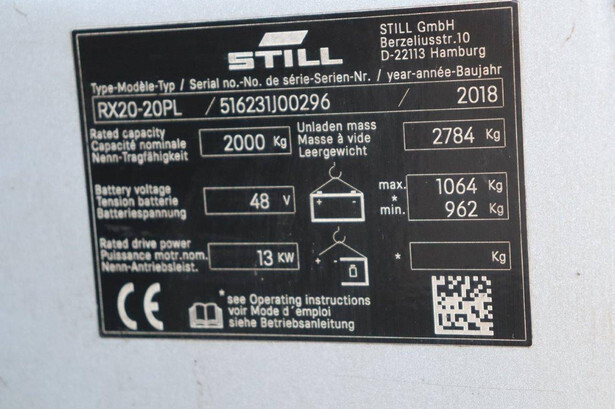 STILL
STILL GmbH
Berzeliusstr.10
D-22113 Hamburg
Type-Modèle-Typ / Serial no.-No. de série-Serien-Nr. / year-année-Baujahr
RX20-20PL / 516231J00296 / 2018
Rated capacity
Capacité nominale
Nenn-Tragfähigkeit
2000 Kg
Unladen mass
Masse à vide
Leergewicht
2784 Kg
Battery voltage
Tension batterie
Batteriespannung
48 V
+ -
max. 1064 Kg
*
min. 962 Kg
Rated drive power
Puissance motr.nom.
Nenn-Antriebsleist.
13 KW
+ -
* Kg
CE
*see Operating instructions
voir Mode d'emploi
siehe Betriebsanleitung